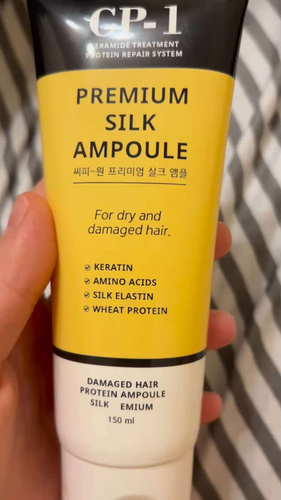 CP-1
CERAMIDE TREATMENT
PROTEIN REPAIR SYSTEM
PREMIUM
SILK
AMPOULE
씨피-원 프리미엄 실크 앰플
For dry and
damaged hair.
KERATIN
AMINO ACIDS
SILK ELASTIN
WHEAT PROTEIN
DAMAGED HAIR
PROTEIN AMPOULE
SILK EMIUM
150 ml